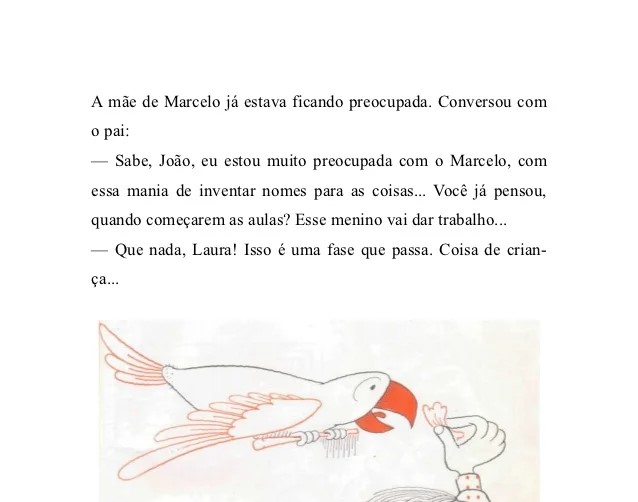 A mãe de Marcelo já estava ficando preocupada. Conversou com
o pai:
— Sabe, João, eu estou muito preocupada com o Marcelo, com
essa mania de inventar nomes para as coisas... Você já pensou,
quando começarem as aulas? Esse menino vai dar trabalho...
— Que nada, Laura! Isso é uma fase que passa. Coisa de crian-
ça...